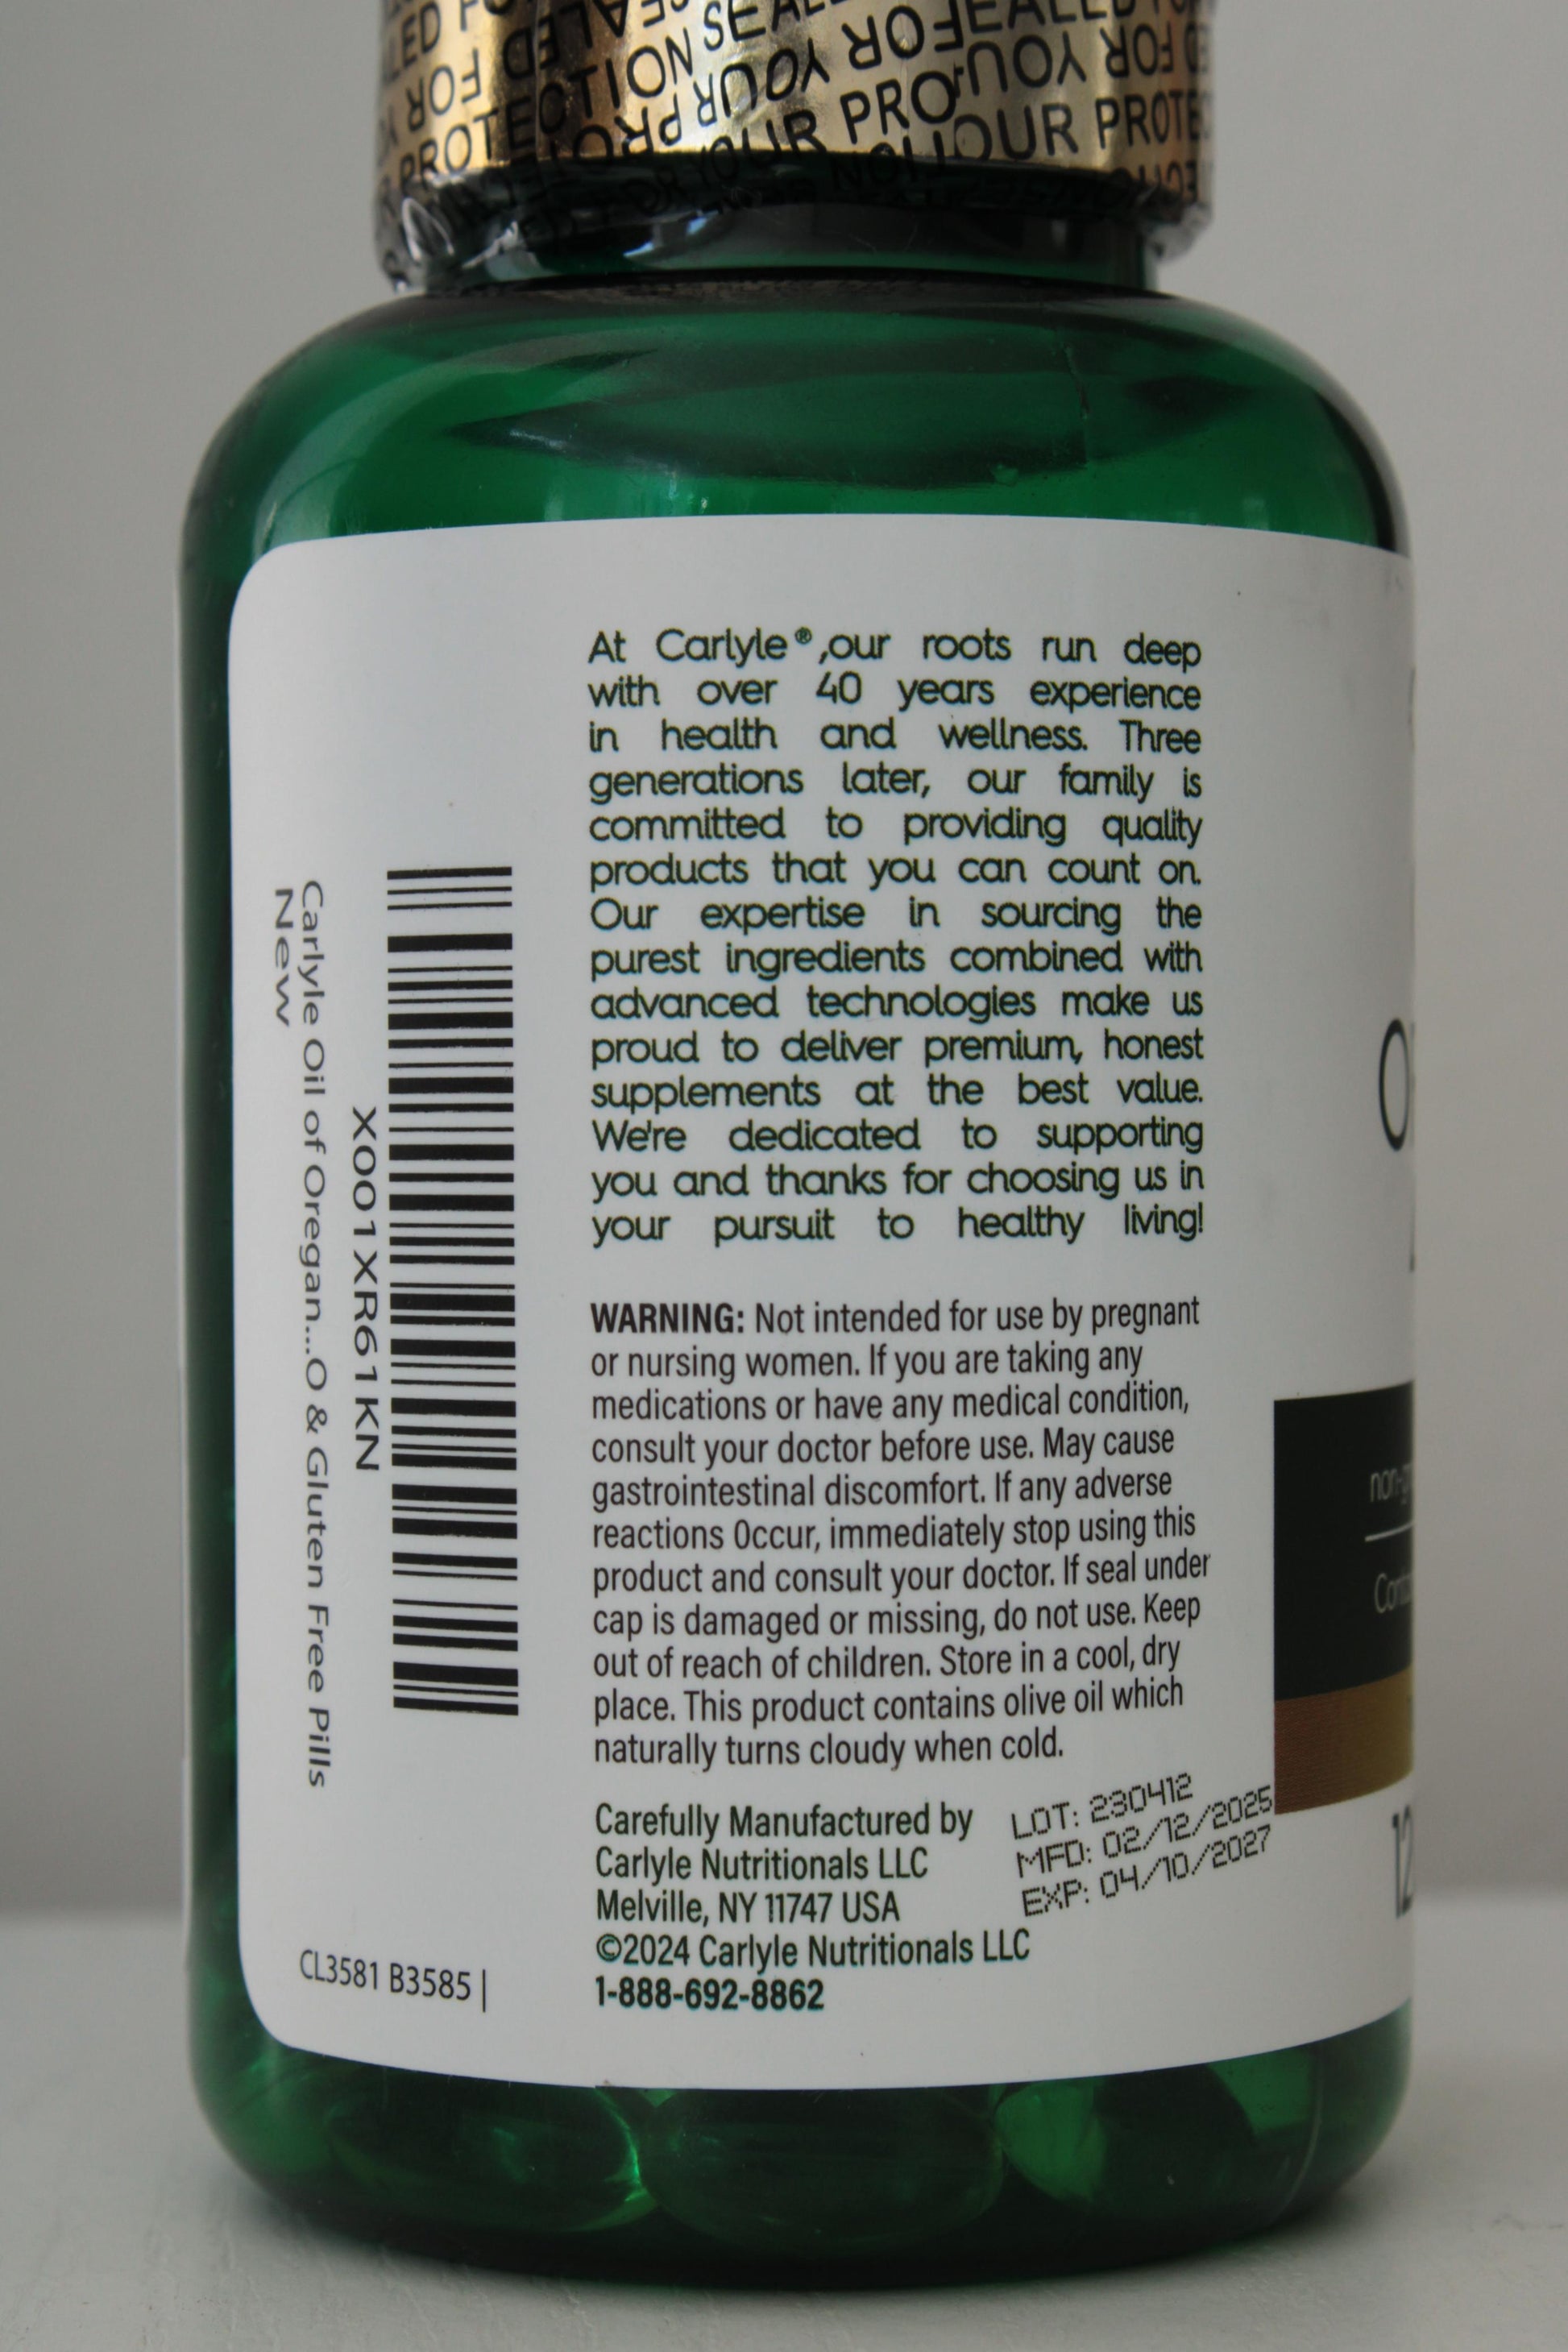 SEALED FOR YOUR PROTECTION
At Carlyle®,our roots run deep
with over 40 years experience
in health and wellness. Three
generations later, our family is
committed to providing quality
products that you can count on.
Our expertise in sourcing the
purest ingredients combined with
advanced technologies make us
proud to deliver premium, honest
supplements at the best value.
We're dedicated to supporting
you and thanks for choosing us in
your pursuit to healthy living!
WARNING: Not intended for use by pregnant
or nursing women. If you are taking any
medications or have any medical condition,
consult your doctor before use. May cause
gastrointestinal discomfort. If any adverse
reactions Occur, immediately stop using this
product and consult your doctor. If seal under
cap is damaged or missing, do not use. Keep
out of reach of children. Store in a cool, dry
place. This product contains olive oil which
naturally turns cloudy when cold.
Carefully Manufactured by
Carlyle Nutritionals LLC
Melville, NY 11747 USA
©2024 Carlyle Nutritionals LLC
1-888-692-8862
LOT: 230412
MFD: 02/12/2025
EXP: 04/10/2027
X001XR61KN
Carlyle Oil of Oregan...O & Gluten Free Pills
New
CL3581 B3585 |